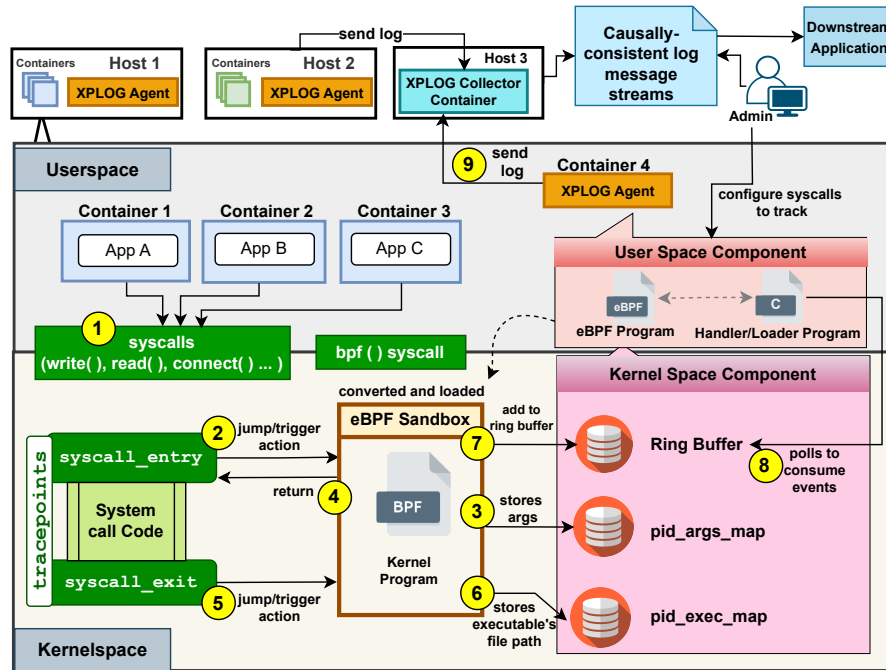 send log
Containers
Host 1
XPLOG Agent
Containers
Host 2
XPLOG Agent
Host 3
XPLOG Collector
Container
Causally-
consistent log
message
streams
Downstream
Application
Admin
Userspace
9
send
log
Container 4
XPLOG Agent
configure syscalls
to track
Container 1
App A
Container 2
App B
Container 3
App C
User Space Component
eBPF
eBPF Program
C
Handler/Loader Program
1
syscalls
(write( ), read( ), connect( ) ... )
bpf ( ) syscall
Kernel Space Component
converted and loaded
eBPF Sandbox
BPF
Kernel
Program
tracepoints
syscall_entry
System
call Code
syscall_exit
2
jump/trigger
action
return
4
5
jump/trigger
action
7
add to
ring buffer
3
stores
args
6
stores
executable's
file path
Ring Buffer
8
polls to
consume
events
pid_args_map
pid_exec_map
Kernelspace